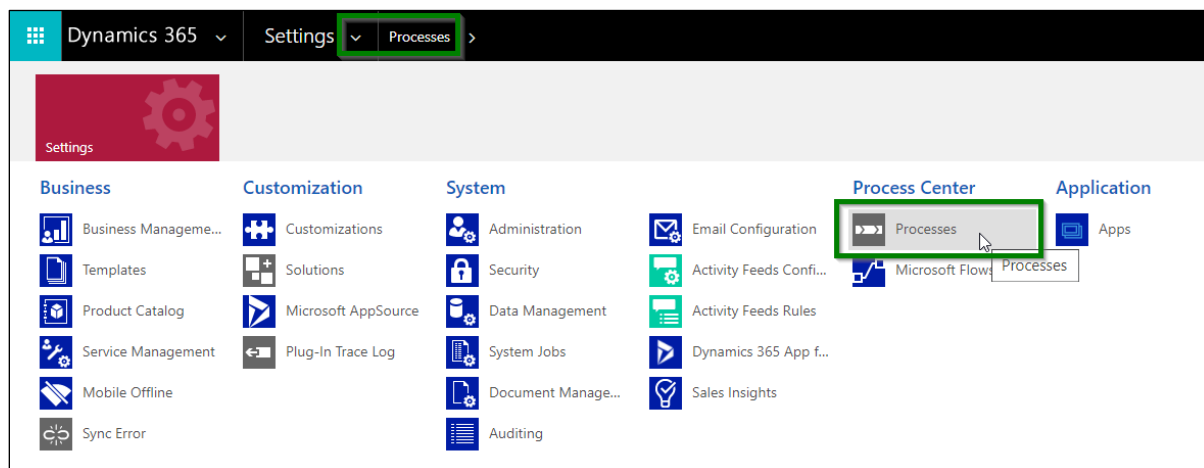 Dynamics 365 Settings Processes
Settings
Business
Business Manageme...
Templates
Product Catalog
Service Management
Mobile Offline
Sync Error
Customization
Customizations
Solutions
Microsoft AppSource
Plug-In Trace Log
System
Administration
Security
Data Management
System Jobs
Document Manage...
Auditing
Email Configuration
Activity Feeds Confi...
Activity Feeds Rules
Dynamics 365 App f...
Sales Insights
Process Center
Processes
Microsoft Flows
Processes
Application
Apps